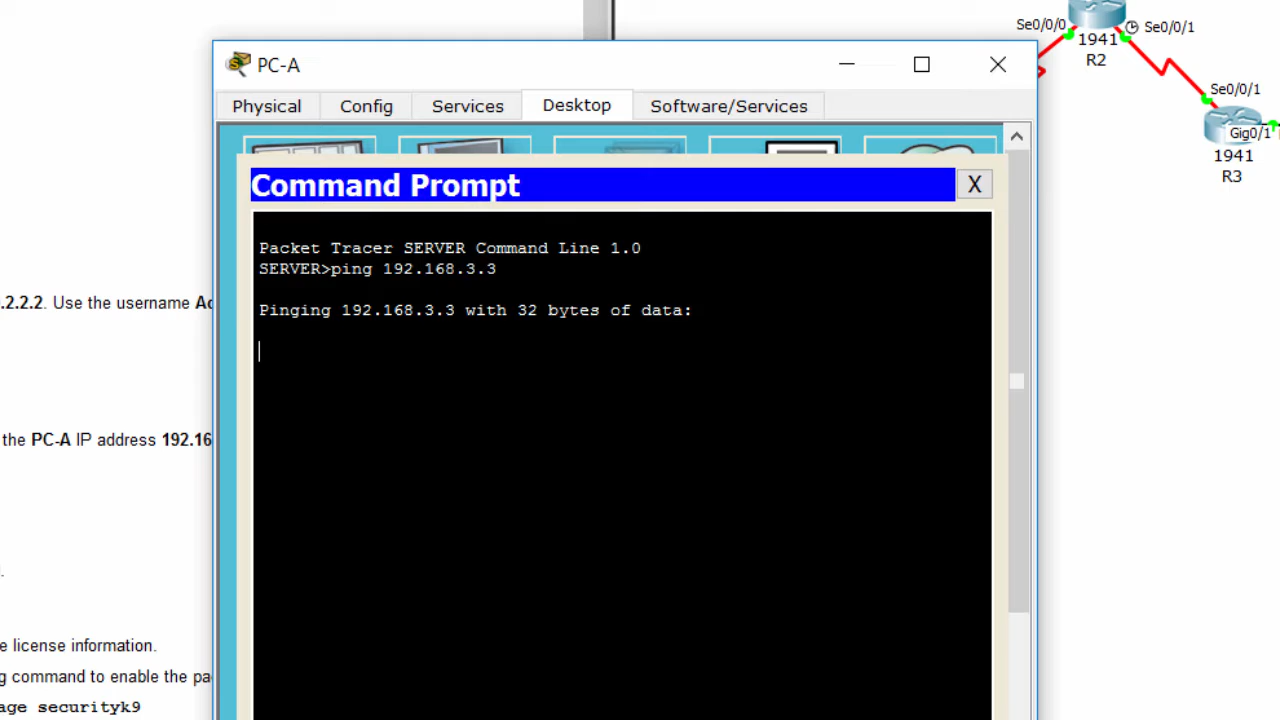 Se0/0/0
Se0/0/1
1941
R2
Se0/0/1
Gig0/1
1941
R3
PC-A
Physical
Config
Services
Desktop
Software/Services
Command Prompt
X
Packet Tracer SERVER Command Line 1.0
SERVER>ping 192.168.3.3
Pinging 192.168.3.3 with 32 bytes of data:
.2.2.2. Use the username Ad
the PC-A IP address 192.16
.
e license information.
g command to enable the pa
age securityk9